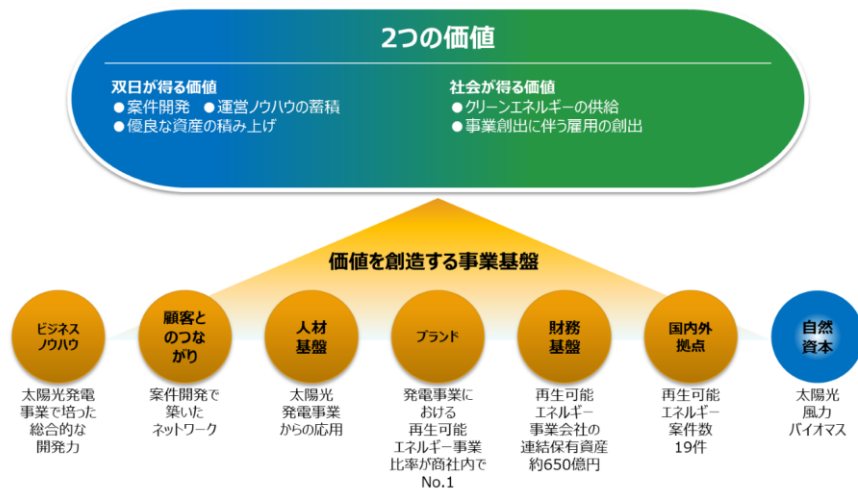 2つの価値
双日が得る価値
●案件開発 ●運営ノウハウの蓄積
●優良な資産の積み上げ
社会が得る価値
●クリーンエネルギーの供給
●事業創出に伴う雇用の創出
価値を創造する事業基盤
ビジネス
ノウハウ
太陽光発電
事業で培った
総合的な
開発力
顧客と
のつな
がり
案件開発で
築いた
ネットワーク
人材
基盤
太陽光
発電事業
からの応用
ブランド
発電事業に
おける
再生可能
エネルギー事業
比率が商社内で
No.1
財務
基盤
再生可能
エネルギー
事業会社の
連結保有資産
約650億円
国内外
拠点
再生可能
エネルギー
案件数
19件
自然
資本
太陽光
風力
バイオマス